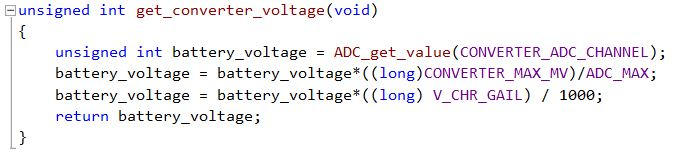 unsigned int get_converter_voltage(void)
{
unsigned int battery_voltage = ADC_get_value(CONVERTER_ADC_CHANNEL);
battery_voltage = battery_voltage*((long)CONVERTER_MAX_MV)/ADC_MAX;
battery_voltage = battery_voltage*((long) V_CHR_GAIL) / 1000;
return battery_voltage;
}